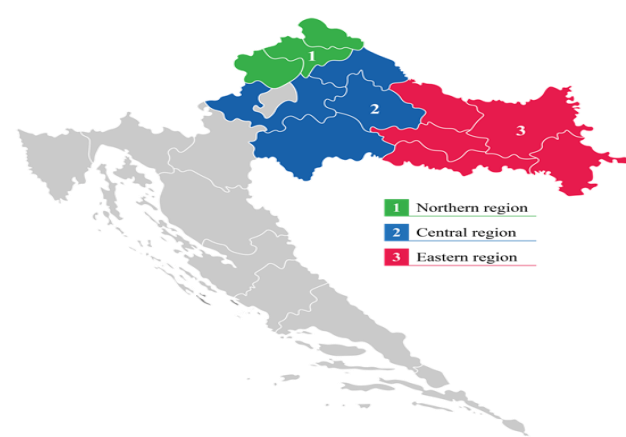 1
2
3
1 Northern region
2 Central region
3 Eastern region